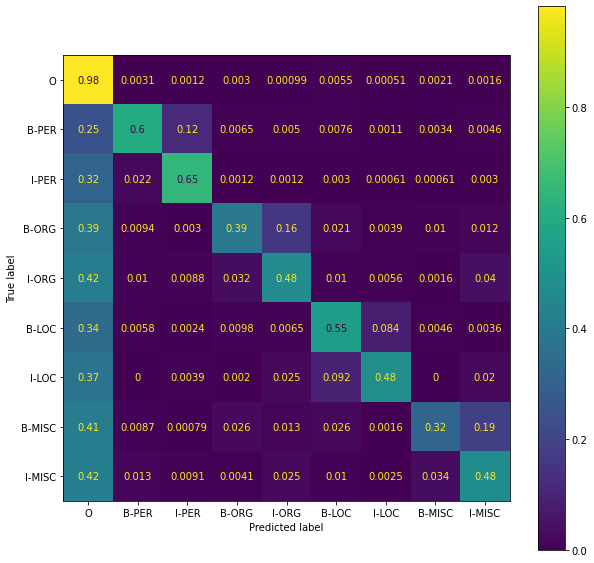 O 0.98 0.0031 0.0012 0.003 0.00099 0.0055 0.00051 0.0021 0.0016
B-PER 0.25 0.6 0.12 0.0065 0.005 0.0076 0.0011 0.0034 0.0046
I-PER 0.32 0.022 0.65 0.0012 0.0012 0.003 0.00061 0.00061 0.003
B-ORG 0.39 0.0094 0.003 0.39 0.16 0.021 0.0039 0.01 0.012
I-ORG 0.42 0.01 0.0088 0.032 0.48 0.01 0.0056 0.0016 0.04
B-LOC 0.34 0.0058 0.0024 0.0098 0.0065 0.55 0.084 0.0046 0.0036
I-LOC 0.37 0 0.0039 0.002 0.025 0.092 0.48 0 0.02
B-MISC 0.41 0.0087 0.00079 0.026 0.013 0.026 0.0016 0.32 0.19
I-MISC 0.42 0.013 0.0091 0.0041 0.025 0.01 0.0025 0.034 0.48
O B-PER I-PER B-ORG I-ORG B-LOC I-LOC B-MISC I-MISC
Predicted label
True label
0.8
0.6
0.4
0.2
0.0